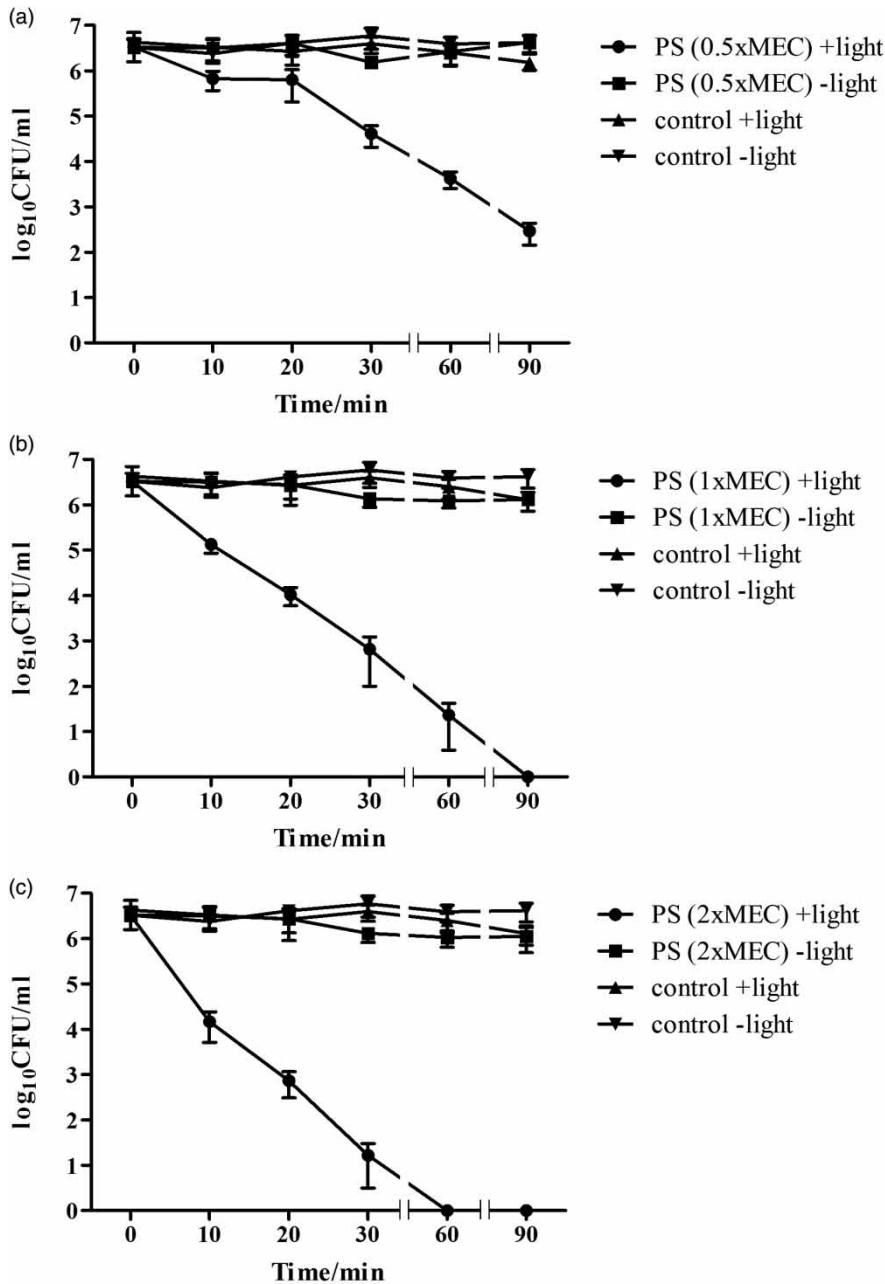 (a)
7
6
5
4
3
2
1
0
log10CFU/ml
0 10 20 30 60 90
Time/min
PS (0.5xMEC) +light
PS (0.5xMEC) -light
control +light
control -light
(b)
7
6
5
4
3
2
1
0
log10CFU/ml
0 10 20 30 60 90
Time/min
PS (1xMEC) +light
PS (1xMEC) -light
control +light
control -light
(c)
7
6
5
4
3
2
1
0
log10CFU/ml
0 10 20 30 60 90
Time/min
PS (2xMEC) +light
PS (2xMEC) -light
control +light
control -light